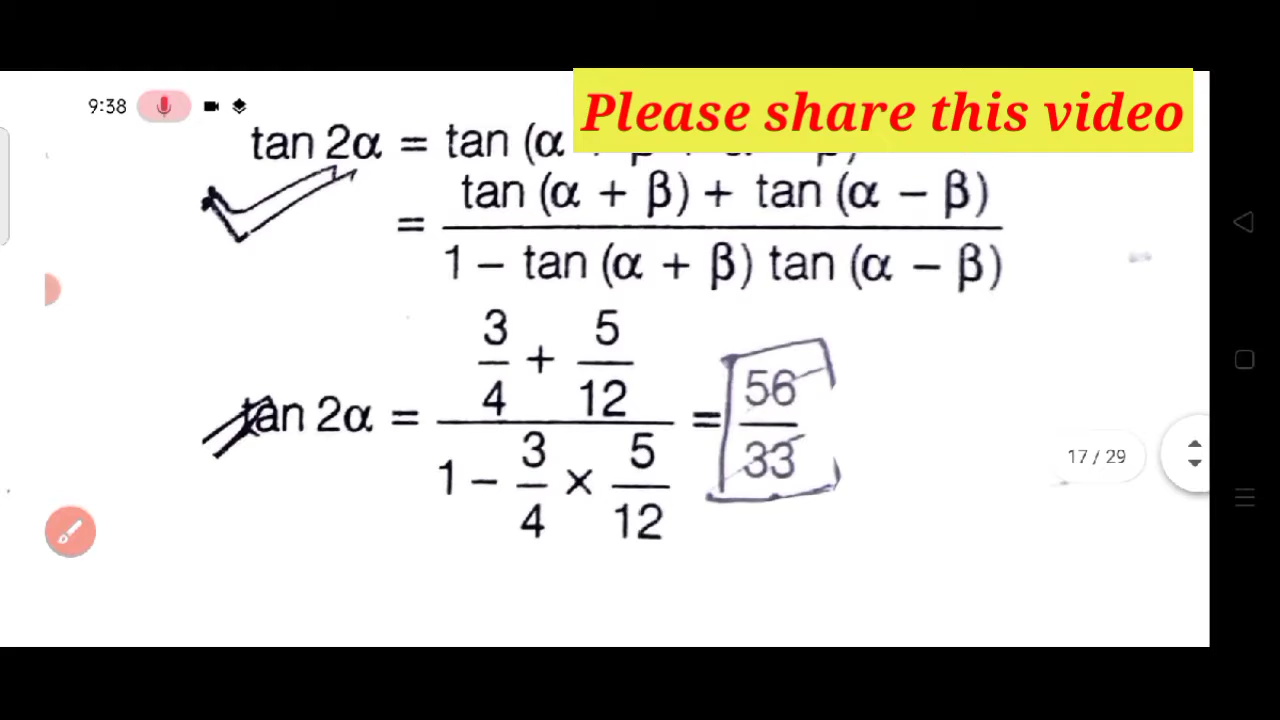 9:38
Please share this video
tan 2α = tan (α
= tan (α + β) + tan (α − β)
1 − tan (α + β) tan (α − β)
3/4 + 5/12
tan 2α = = 56/33
1 − 3/4 × 5/12
17 / 29